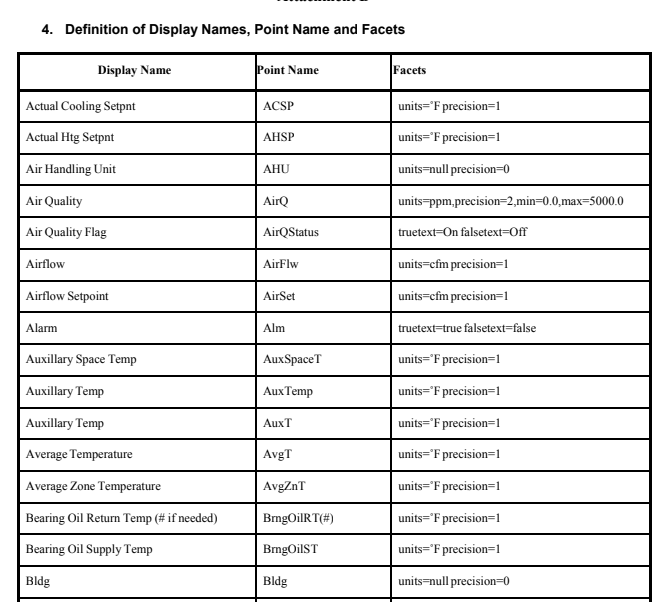 4. Definition of Display Names, Point Name and Facets
Display Name Point Name Facets
Actual Cooling Setpnt ACSP units=˚F precision=1
Actual Htg Setpnt AHSP units=˚F precision=1
Air Handling Unit AHU units=null precision=0
Air Quality AirQ units=ppm,precision=2,min=0.0,max=5000.0
Air Quality Flag AirQStatus truetext=On falsetext=Off
Airflow AirFlw units=cfm precision=1
Airflow Setpoint AirSet units=cfm precision=1
Alarm Alm truetext=true falsetext=false
Auxillary Space Temp AuxSpaceT units=˚F precision=1
Auxillary Temp AuxTemp units=˚F precision=1
Auxillary Temp AuxT units=˚F precision=1
Average Temperature AvgT units=˚F precision=1
Average Zone Temperature AvgZnT units=˚F precision=1
Bearing Oil Return Temp (# if needed) BrngOilRT(#) units=˚F precision=1
Bearing Oil Supply Temp BrngOilST units=˚F precision=1
Bldg Bldg units=null precision=0